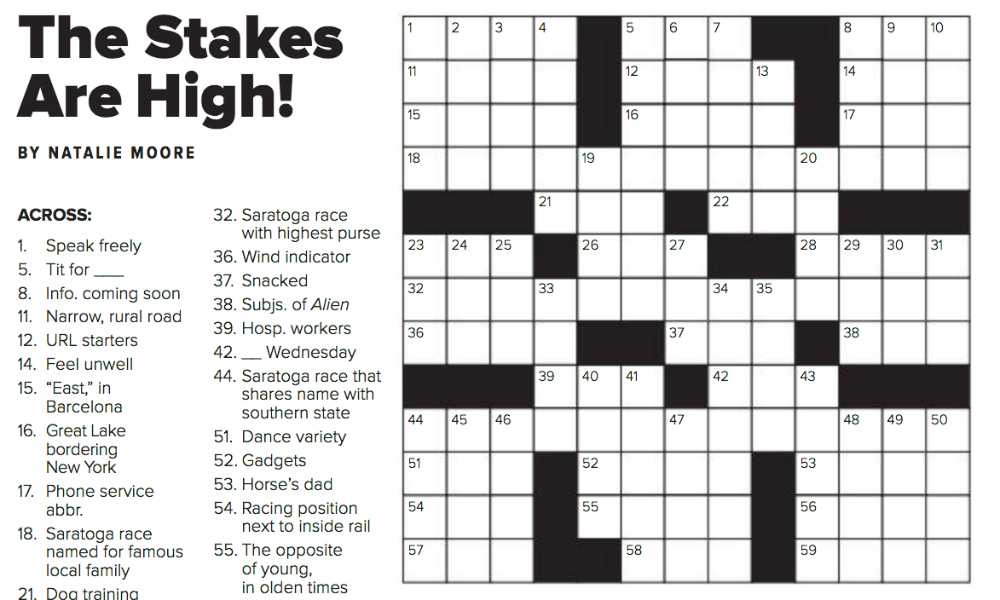 The Stakes
Are High!
BY NATALIE MOORE
ACROSS:
1. Speak freely
5. Tit for ___
8. Info. coming soon
11. Narrow, rural road
12. URL starters
14. Feel unwell
15. “East,” in
Barcelona
16. Great Lake
bordering
New York
17. Phone service
abbr.
18. Saratoga race
named for famous
local family
21. Dog training
32. Saratoga race
with highest purse
36. Wind indicator
37. Snacked
38. Subjs. of Alien
39. Hosp. workers
42. __ Wednesday
44. Saratoga race that
shares name with
southern state
51. Dance variety
52. Gadgets
53. Horse’s dad
54. Racing position
next to inside rail
55. The opposite
of young,
in olden times
1 2 3 4 5 6 7 8 9 10
11 12 13 14
15 16 17
18 19 20
21 22
23 24 25 26 27 28 29 30 31
32 33 34 35
36 37 38
39 40 41 42 43
44 45 46 47 48 49 50
51 52 53
54 55 56
57 58 59